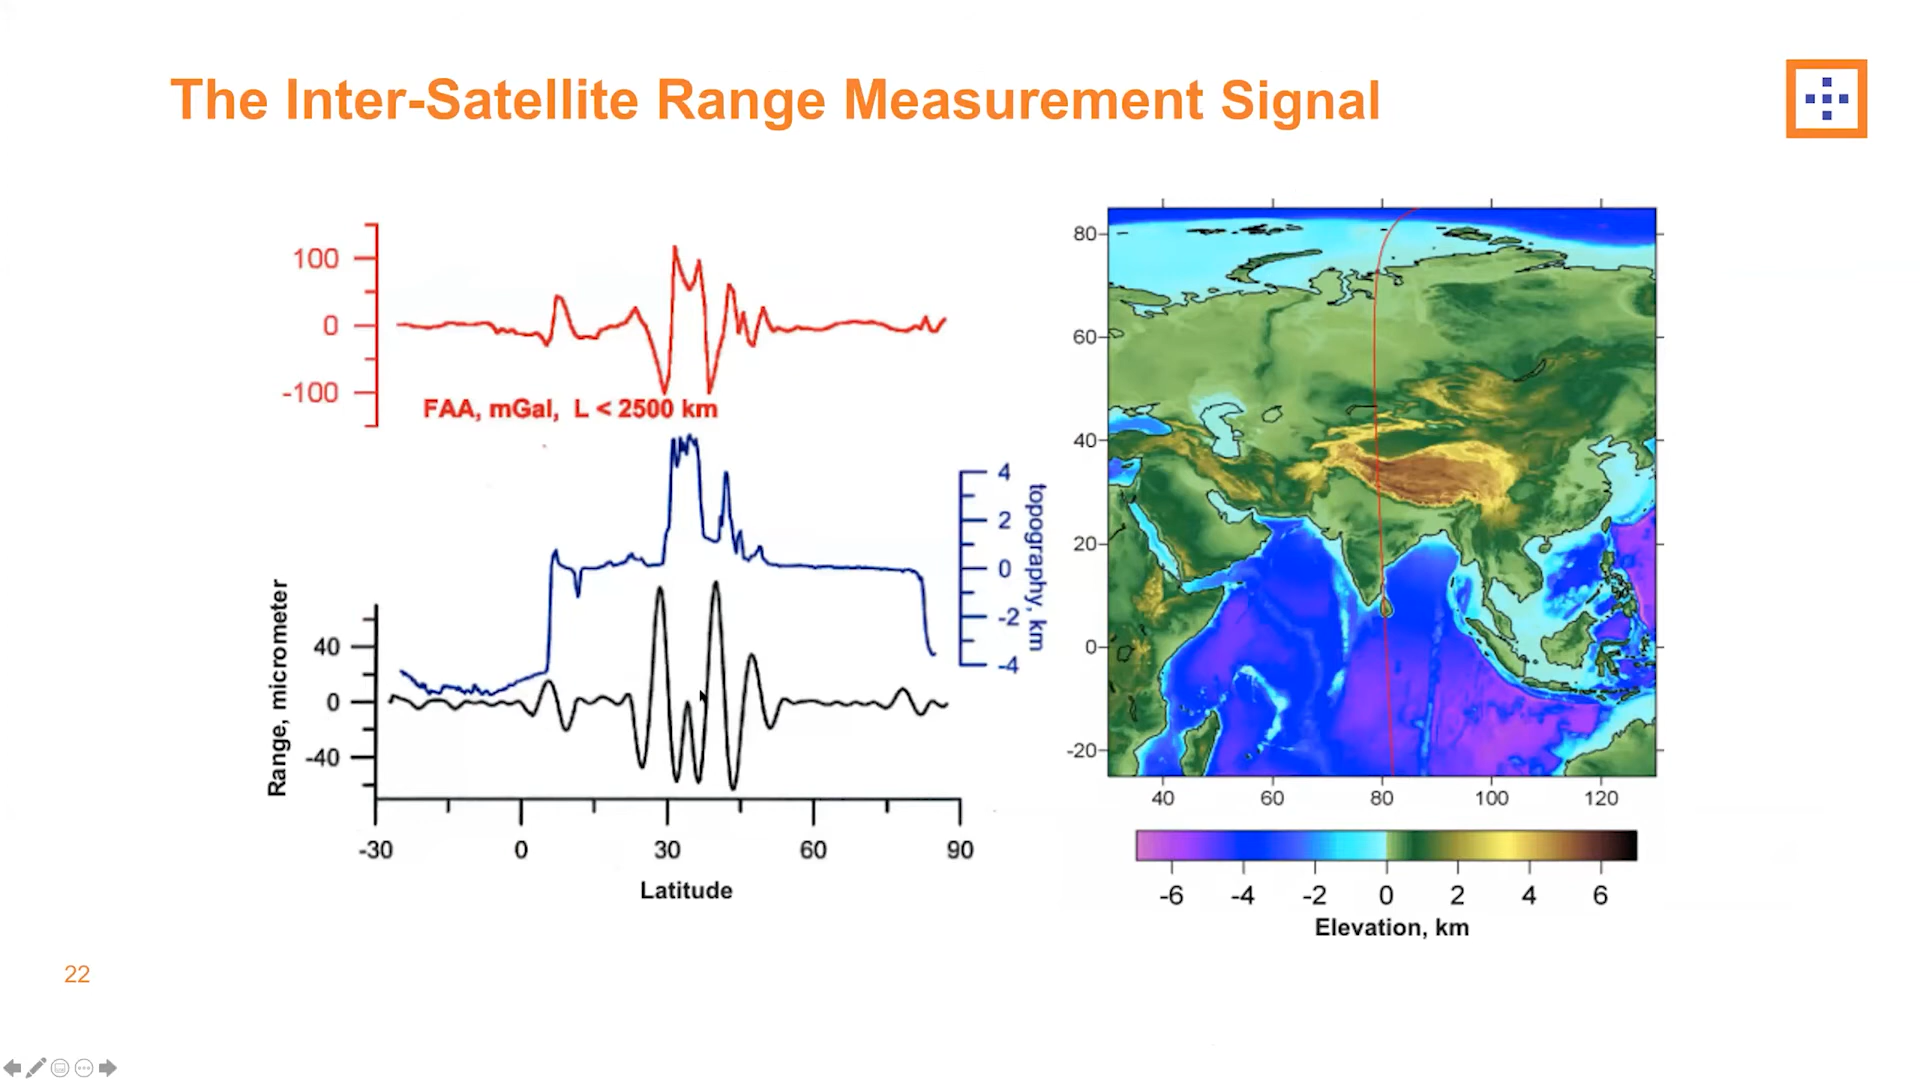 The Inter-Satellite Range Measurement Signal
100
0
-100
FAA, mGal, L < 2500 km
4
2
0
-2
-4
topography, km
Range, micrometer
40
0
-40
-30 0 30 60 90
Latitude
80
60
40
20
0
-20
40 60 80 100 120
-6 -4 -2 0 2 4 6
Elevation, km
22